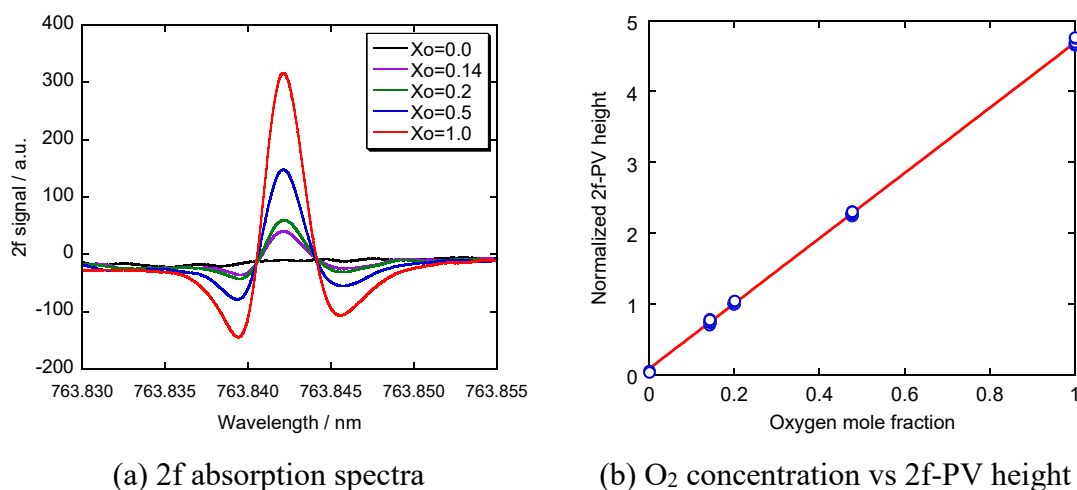 400
300
200
100
0
-100
-200
2f signal / a.u.
Xo=0.0
Xo=0.14
Xo=0.2
Xo=0.5
Xo=1.0
763.830 763.835 763.840 763.845 763.850 763.855
Wavelength / nm
(a) 2f absorption spectra
5
4
3
2
1
0
Normalized 2f-PV height
0 0.2 0.4 0.6 0.8 1
Oxygen mole fraction
(b) O₂ concentration vs 2f-PV height